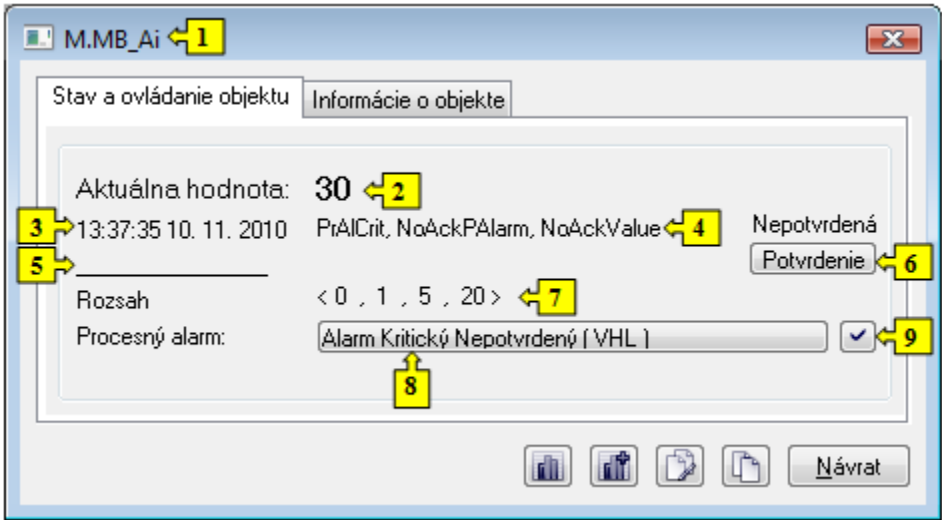 M.MB_Ai 1
Stav a ovládanie objektu Informácie o objekte
Aktuálna hodnota: 30 2
3 13:37:35 10. 11. 2010 PrAlCrit, NoAckPAlarm, NoAckValue 4 Nepotvrdená
5 Potvrdenie 6
Rozsah < 0 , 1 , 5 , 20 > 7
Procesný alarm: Alarm Kritický Nepotvrdený ( VHL ) 9
8
Návrat